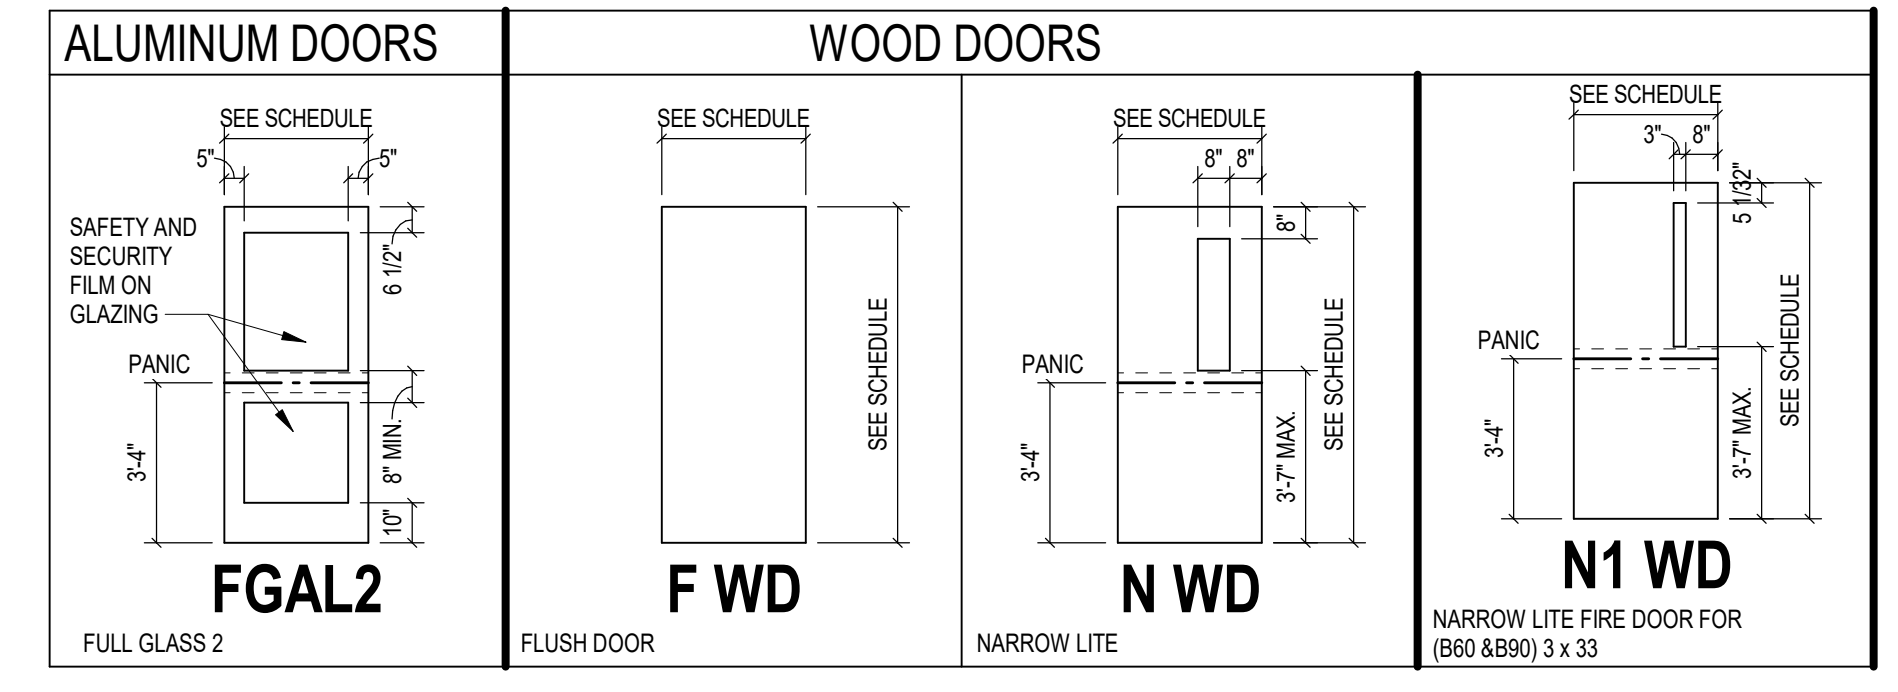 ALUMINUM DOORS
WOOD DOORS
SEE SCHEDULE
5"
5"
SAFETY AND
SECURITY
FILM ON
GLAZING
6 1/2"
PANIC
3'-4"
8" MIN.
10"
FGAL2
FULL GLASS 2
SEE SCHEDULE
SEE SCHEDULE
F WD
FLUSH DOOR
SEE SCHEDULE
8" 8"
8"
PANIC
3'-4"
3'-7" MAX.
SEE SCHEDULE
N WD
NARROW LITE
SEE SCHEDULE
3" 8"
5 1/32"
PANIC
3'-4"
3'-7" MAX.
SEE SCHEDULE
N1 WD
NARROW LITE FIRE DOOR FOR
(B60 &B90) 3 x 33